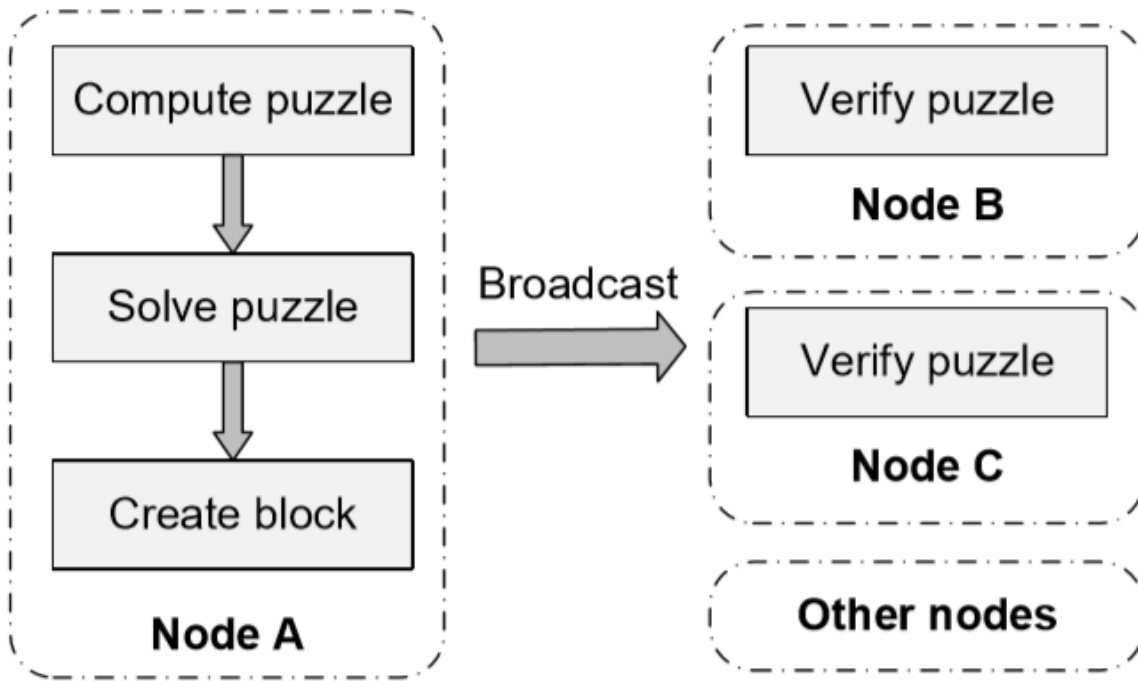 Compute puzzle
Solve puzzle
Create block
Node A
Broadcast
Verify puzzle
Node B
Verify puzzle
Node C
Other nodes